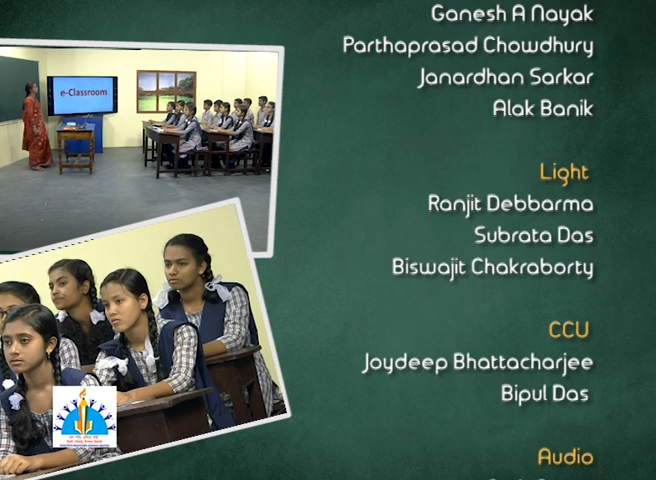 Ganesh A Nayak
Parthaprasad Chowdhury
Janardhan Sarkar
Alak Banik
e-Classroom
Light
Ranjit Debbarma
Subrata Das
Biswajit Chakraborty
CCU
Joydeep Bhattacharjee
Bipul Das
Audio